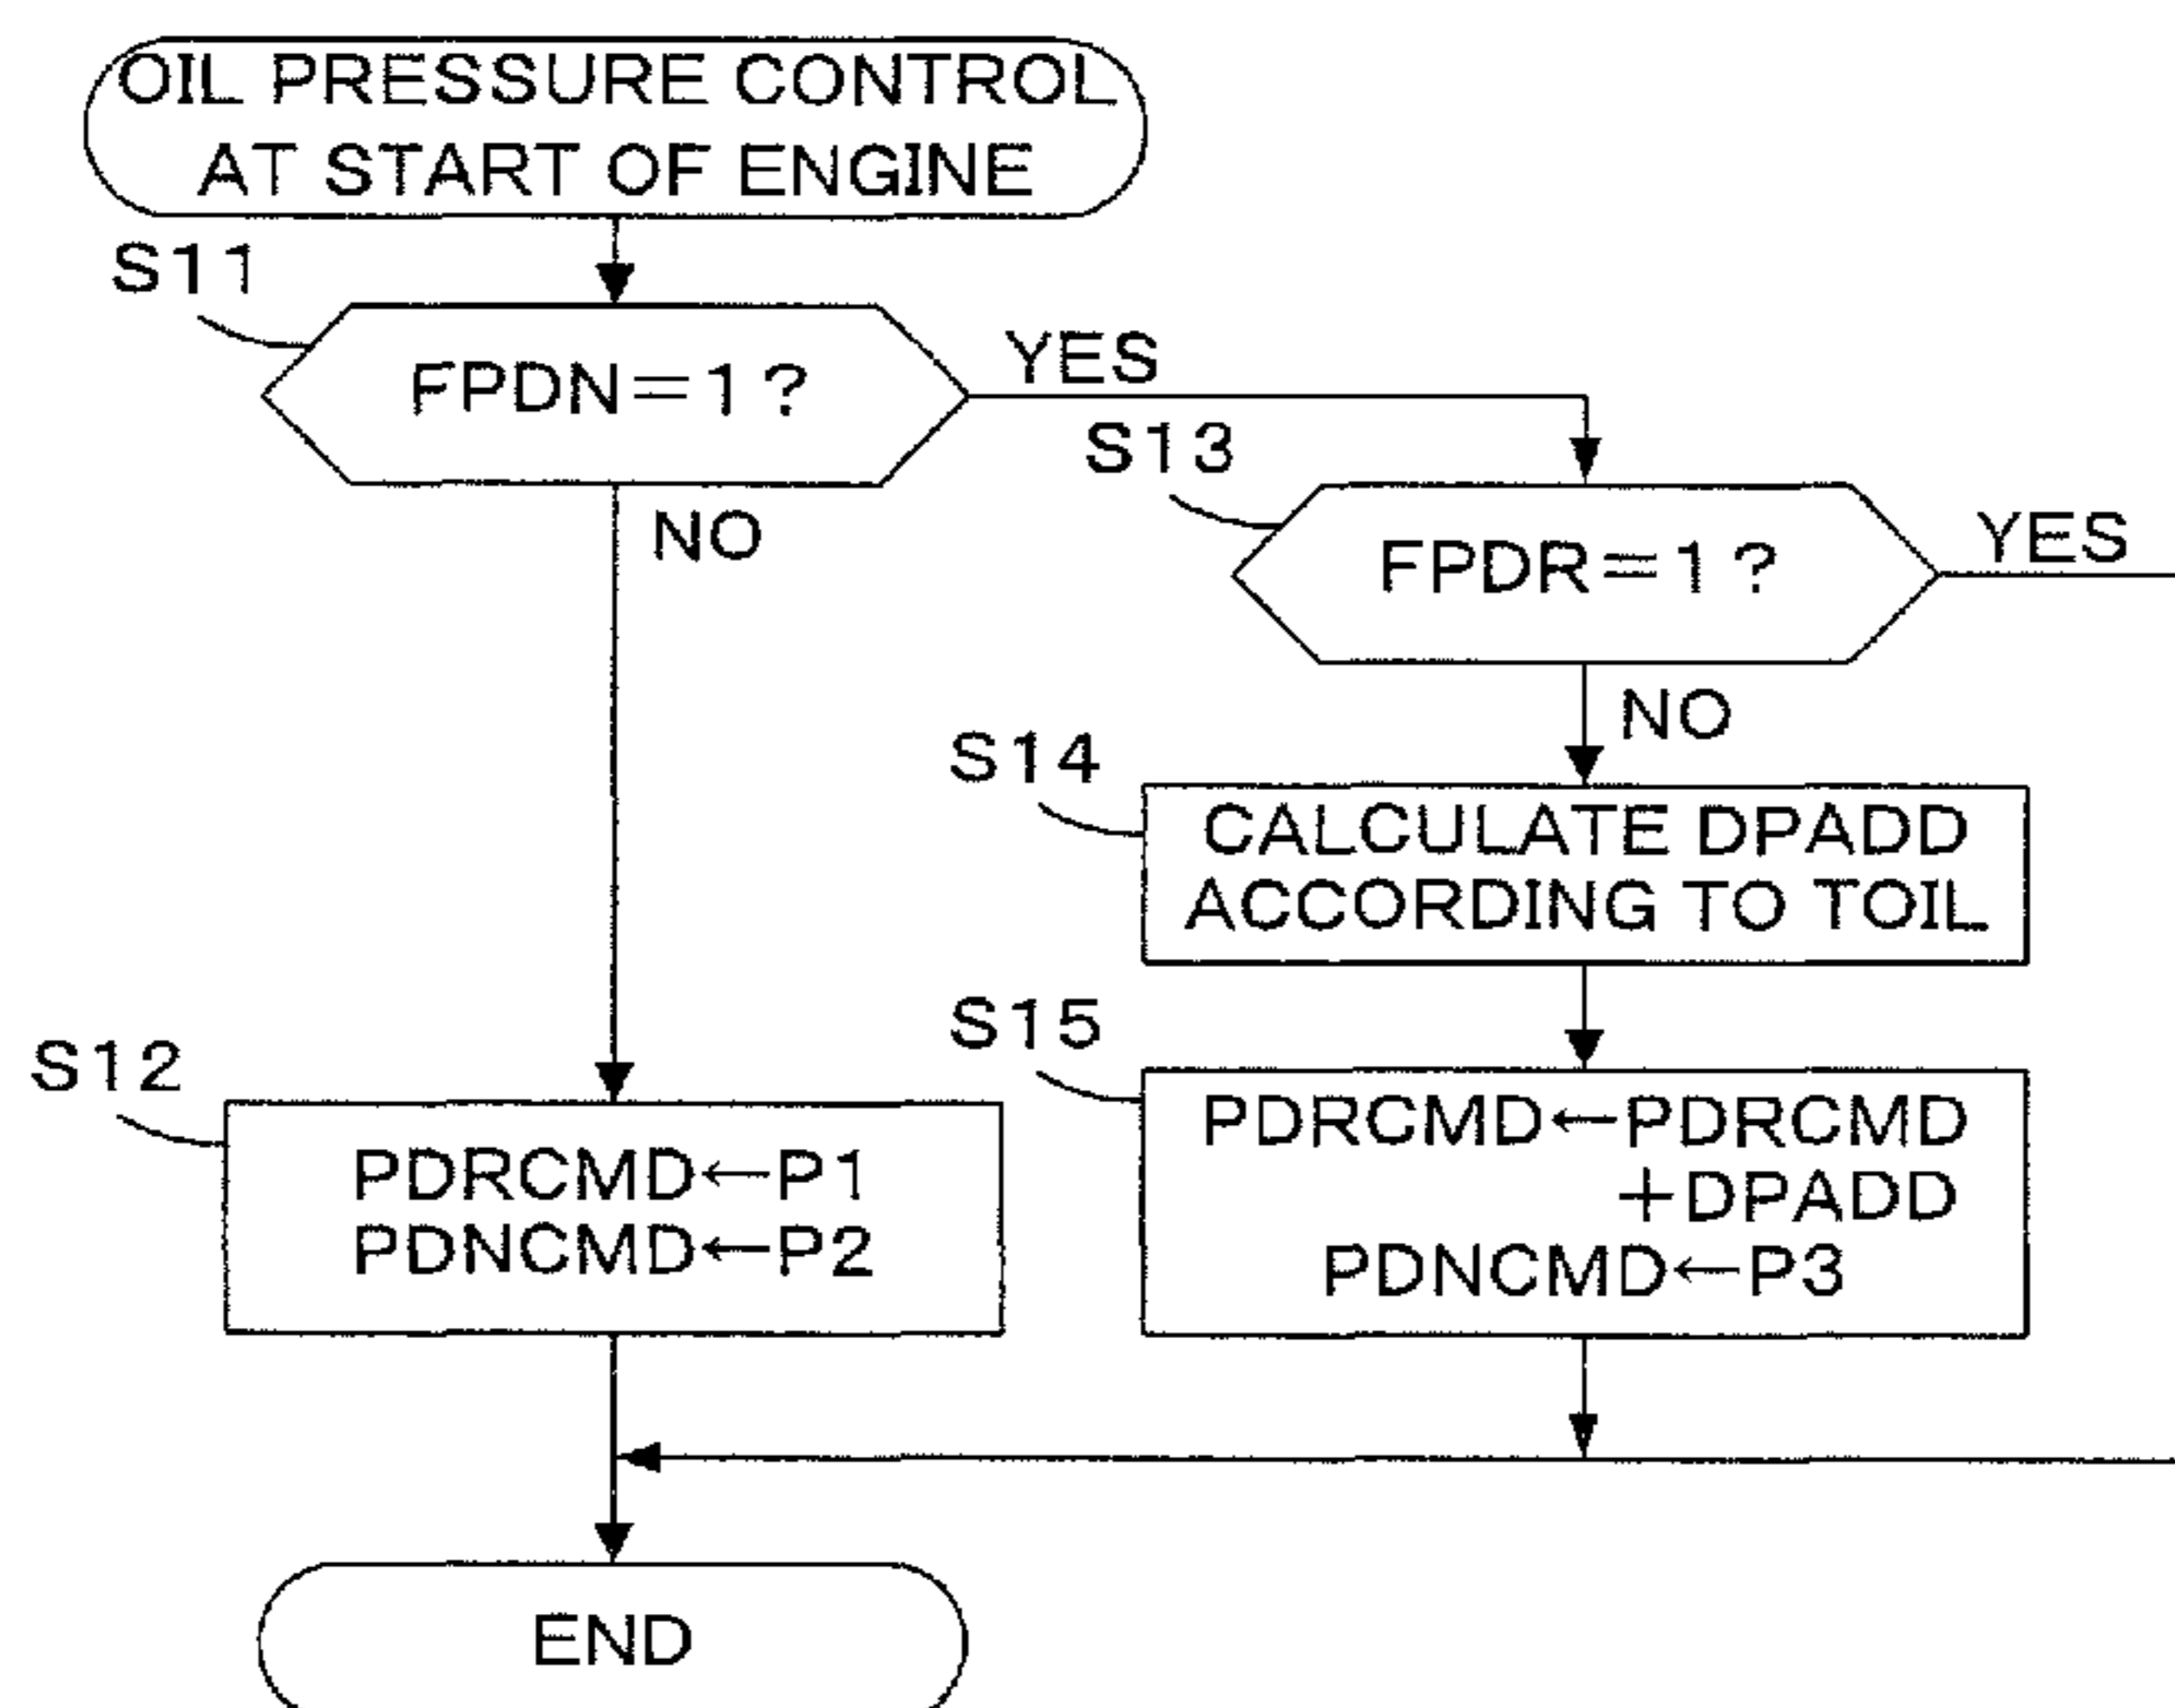 OIL PRESSURE CONTROL
AT START OF ENGINE
S11
FPDN=1?
YES
NO
S13
FPDR=1?
YES
NO
S14
CALCULATE DPADD
ACCORDING TO TOIL
S12
PDRCMD←P1
PDNCMD←P2
S15
PDRCMD←PDRCMD
+DPADD
PDNCMD←P3
END